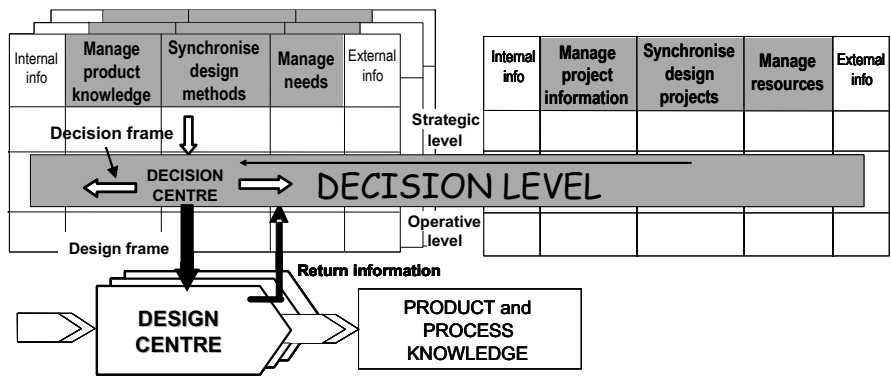 Internal
info
Manage
product
knowledge
Synchronise
design
methods
Manage
needs
External
info
Internal
info
Manage
project
information
Synchronise
design
projects
Manage
resources
External
info
Strategic
level
Decision frame
DECISION
CENTRE
DECISION LEVEL
Operative
level
Design frame
Return information
DESIGN
CENTRE
PRODUCT and
PROCESS
KNOWLEDGE